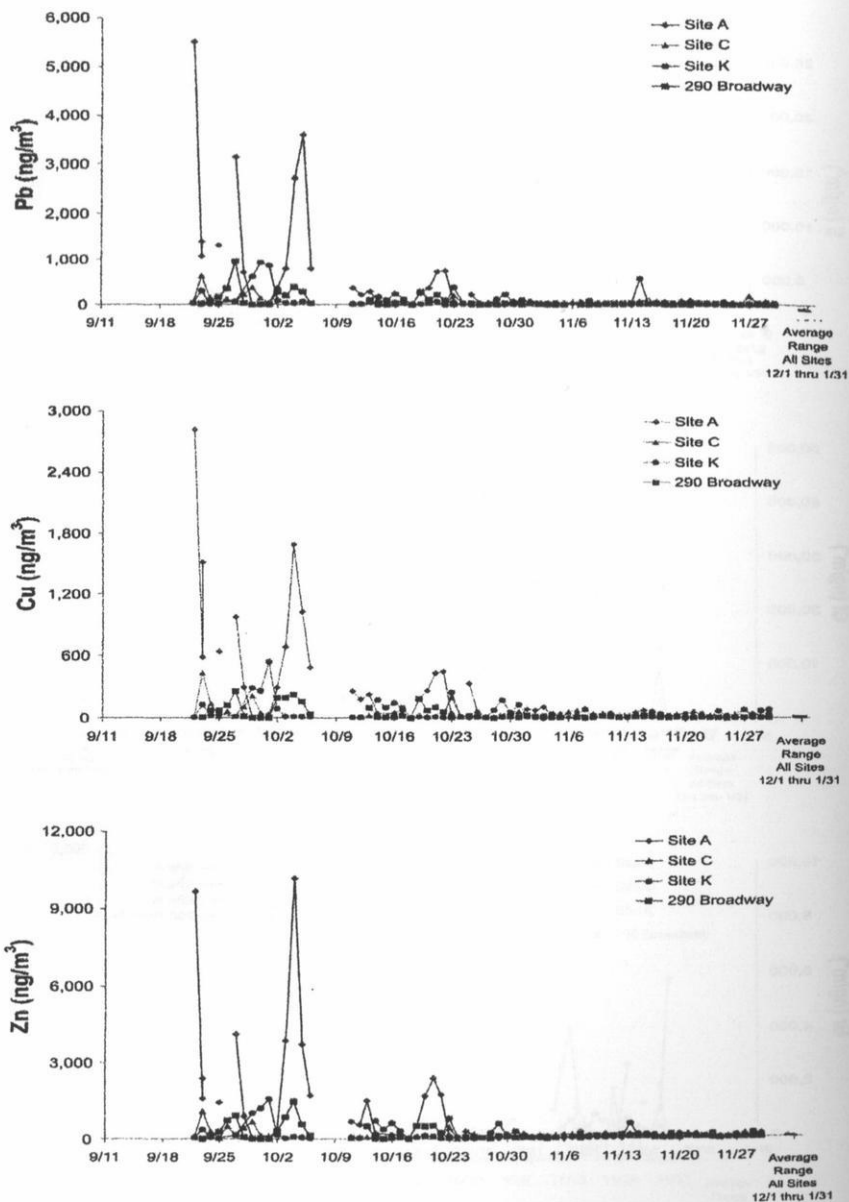 6,000
5,000
4,000
3,000
2,000
1,000
0
Pb (ng/m³)
Site A
Site C
Site K
290 Broadway
9/11 9/18 9/25 10/2 10/9 10/16 10/23 10/30 11/6 11/13 11/20 11/27
Average
Range
All Sites
12/1 thru 1/31
3,000
2,400
1,800
1,200
600
0
Cu (ng/m³)
Site A
Site C
Site K
290 Broadway
9/11 9/18 9/25 10/2 10/9 10/16 10/23 10/30 11/6 11/13 11/20 11/27
Average
Range
All Sites
12/1 thru 1/31
12,000
9,000
6,000
3,000
0
Zn (ng/m³)
Site A
Site C
Site K
290 Broadway
9/11 9/18 9/25 10/2 10/9 10/16 10/23 10/30 11/6 11/13 11/20 11/27
Average
Range
All Sites
12/1 thru 1/31